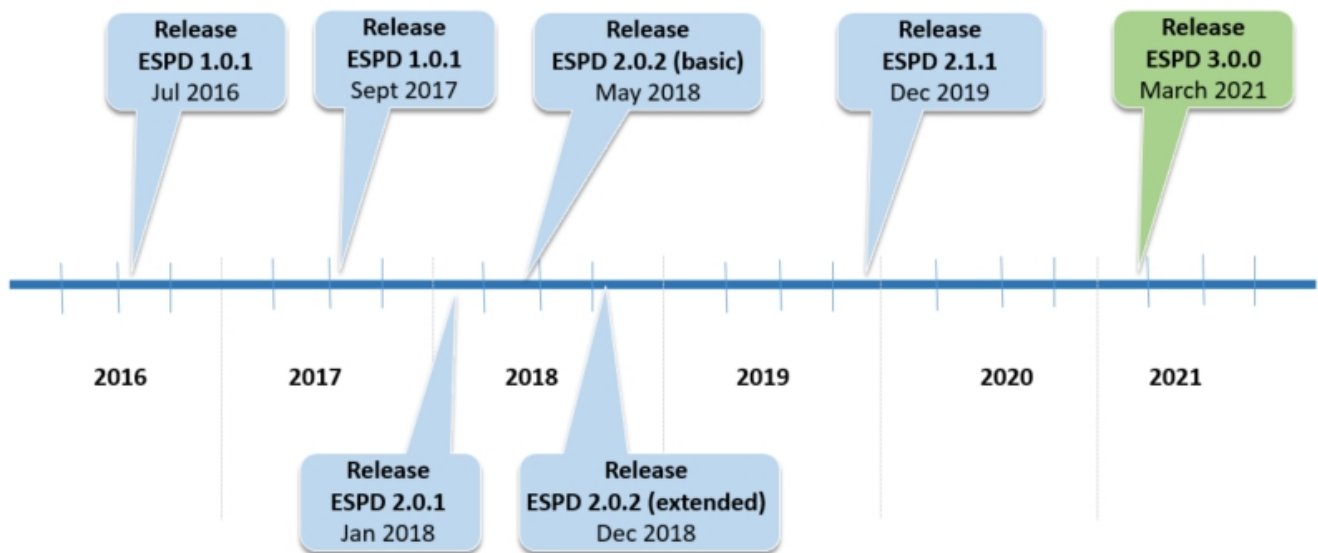 Release
ESPD 1.0.1
Jul 2016
Release
ESPD 1.0.1
Sept 2017
Release
ESPD 2.0.2 (basic)
May 2018
Release
ESPD 2.1.1
Dec 2019
Release
ESPD 3.0.0
March 2021
2016
2017
2018
2019
2020
2021
Release
ESPD 2.0.1
Jan 2018
Release
ESPD 2.0.2 (extended)
Dec 2018